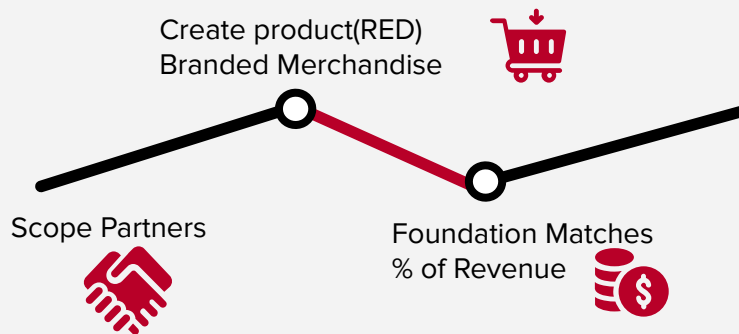 Create product(RED)
Branded Merchandise
Scope Partners
Foundation Matches
% of Revenue
$